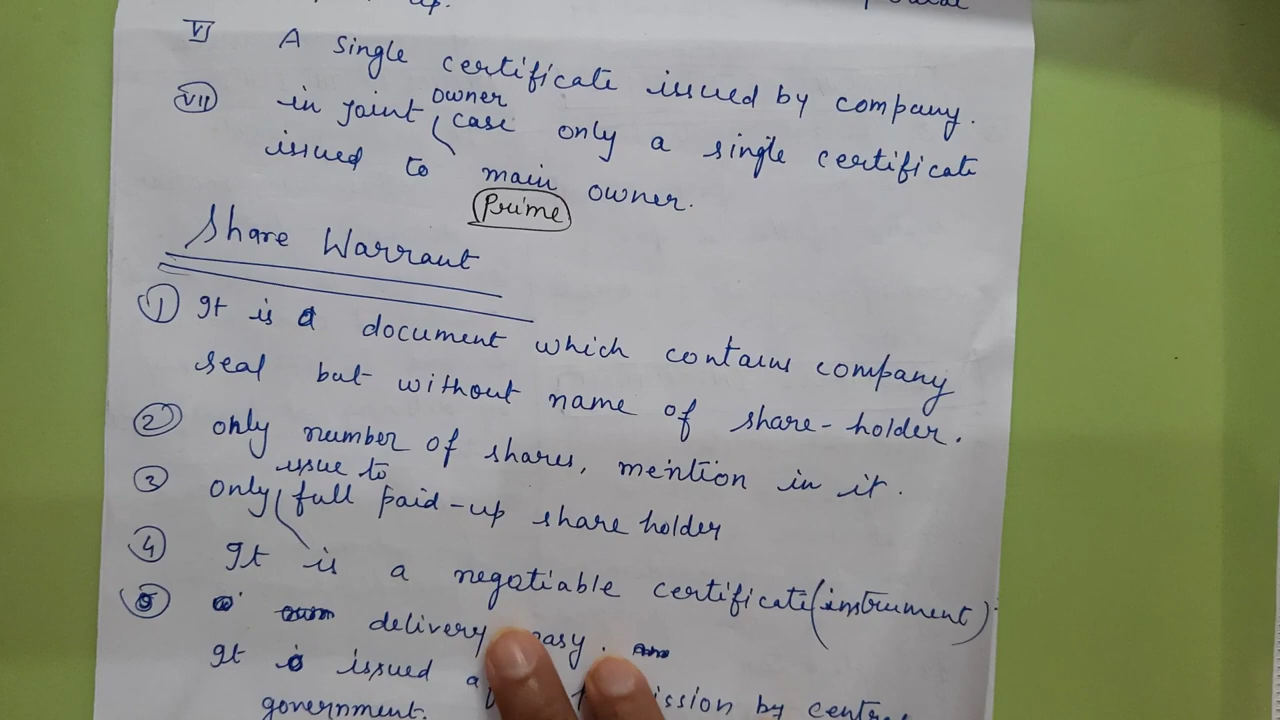 up.
VI A single certificate issued by company.
VII in joint owner case only a single certificate
issued to main owner.
Prime
Share Warrant
1 It is a document which contains company
seal but without name of share-holder.
2 only number of shares, mention in it.
3 only issue to full paid-up share holder
4 It is a negotiable certificate (instrument)
5 delivery easy.
It is issued by
government.